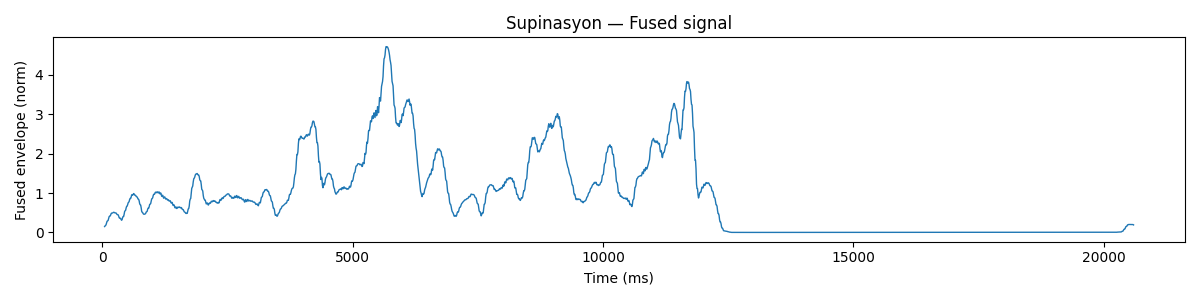 Supinasyon — Fused signal
Fused envelope (norm)
4
3
2
1
0
0 5000 10000 15000 20000
Time (ms)